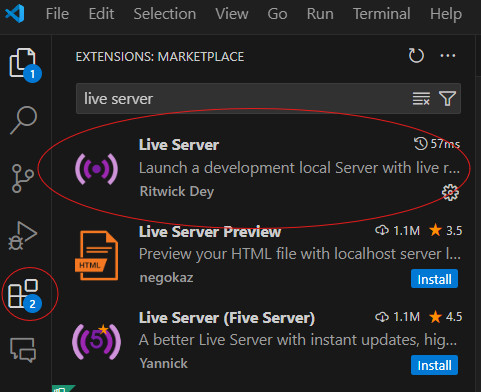 File Edit Selection View Go Run Terminal Help
EXTENSIONS: MARKETPLACE
1
live server
Live Server 57ms
Launch a development local Server with live r...
Ritwick Dey
Live Server Preview 1.1M 3.5
Preview your HTML file with localhost server l...
HTML
negokaz Install
2
Live Server (Five Server) 1.1M 4.5
5
A better Live Server with instant updates, hig...
Yannick Install